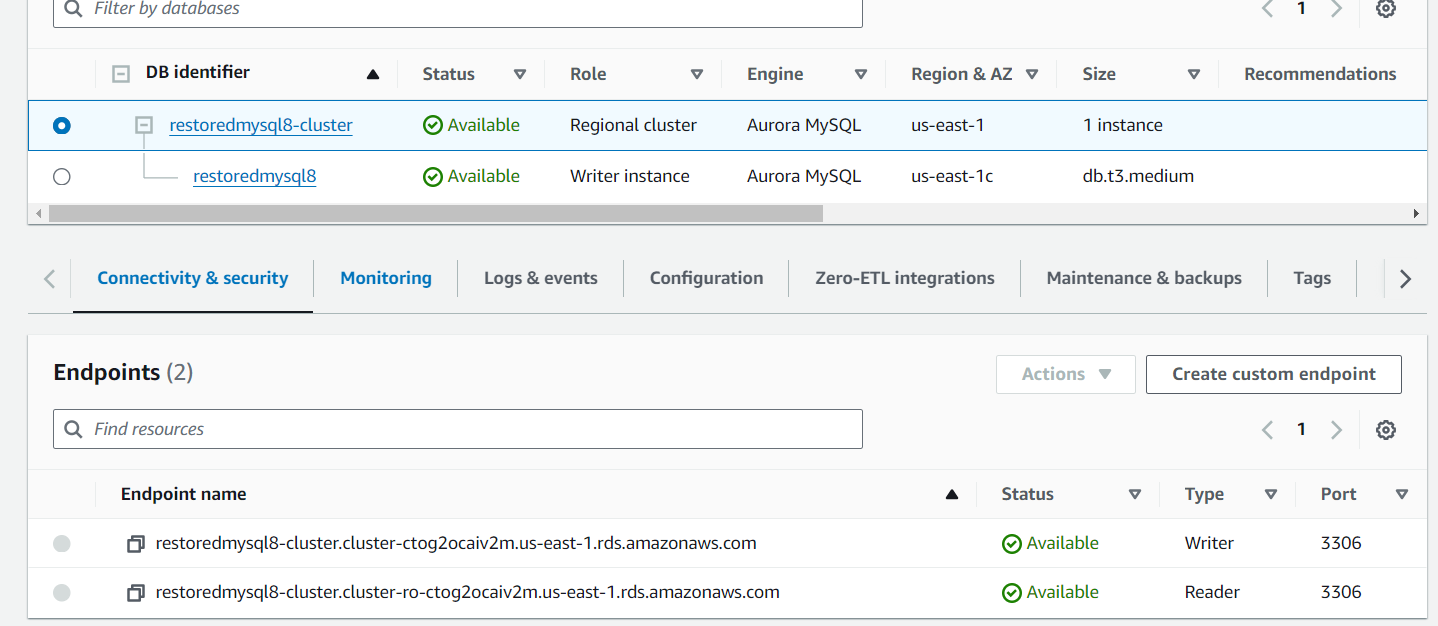 Filter by databases 1
DB identifier Status Role Engine Region & AZ Size Recommendations
restoredmysql8-cluster Available Regional cluster Aurora MySQL us-east-1 1 instance
restoredmysql8 Available Writer instance Aurora MySQL us-east-1c db.t3.medium
Connectivity & security Monitoring Logs & events Configuration Zero-ETL integrations Maintenance & backups Tags
Endpoints (2) Actions Create custom endpoint
Find resources 1
Endpoint name Status Type Port
restoredmysql8-cluster.cluster-ctog2ocaiv2m.us-east-1.rds.amazonaws.com Available Writer 3306
restoredmysql8-cluster.cluster-ro-ctog2ocaiv2m.us-east-1.rds.amazonaws.com Available Reader 3306